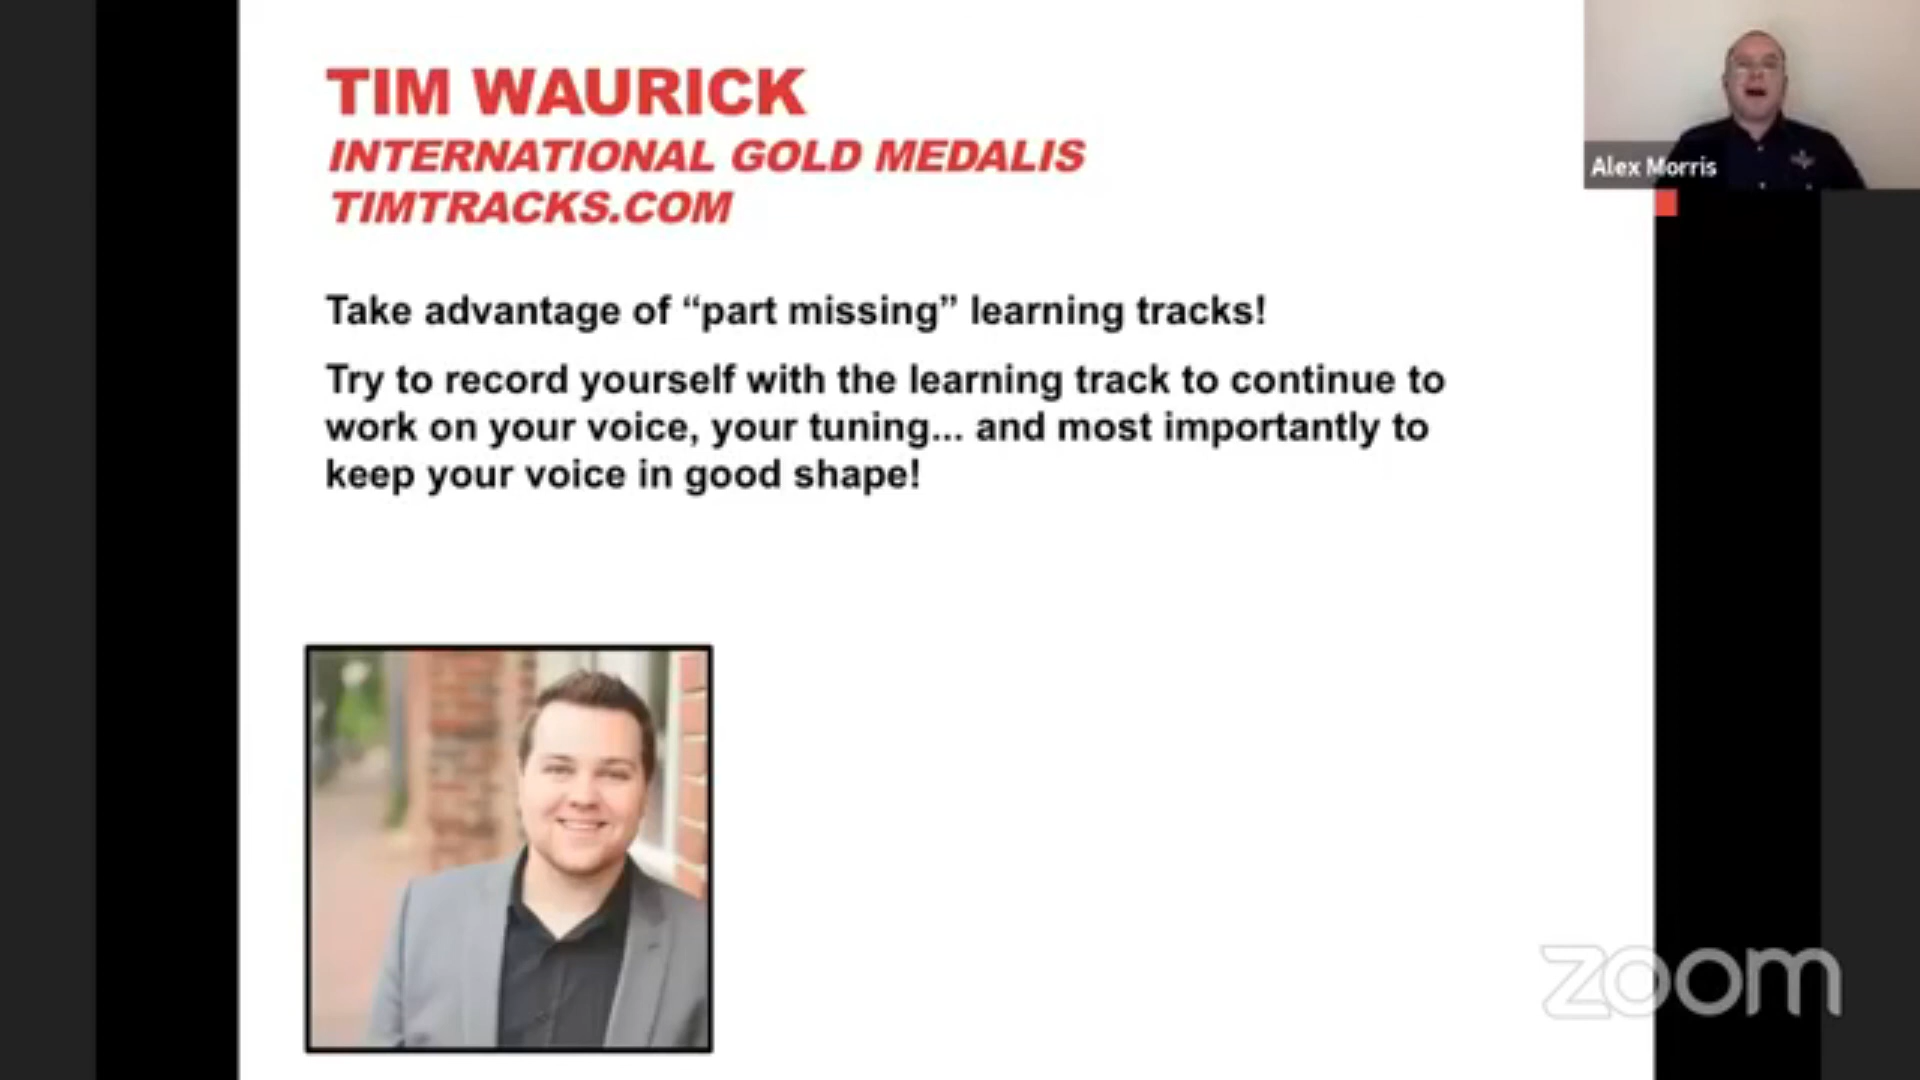 TIM WAURICK
INTERNATIONAL GOLD MEDALIS
TIMTRACKS.COM
Alex Morris
Take advantage of “part missing” learning tracks!
Try to record yourself with the learning track to continue to
work on your voice, your tuning... and most importantly to
keep your voice in good shape!
zoom